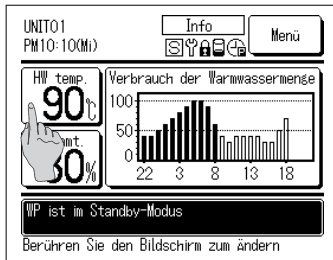 UNIT01
PM10:10(Mi)
Info
Menü
HW temp.
90℃
mt.
80%
Verbrauch der Warmwassermenge
100
50
0
22 3 8 13 18
WP ist im Standby-Modus
Berühren Sie den Bildschirm zum Ändern